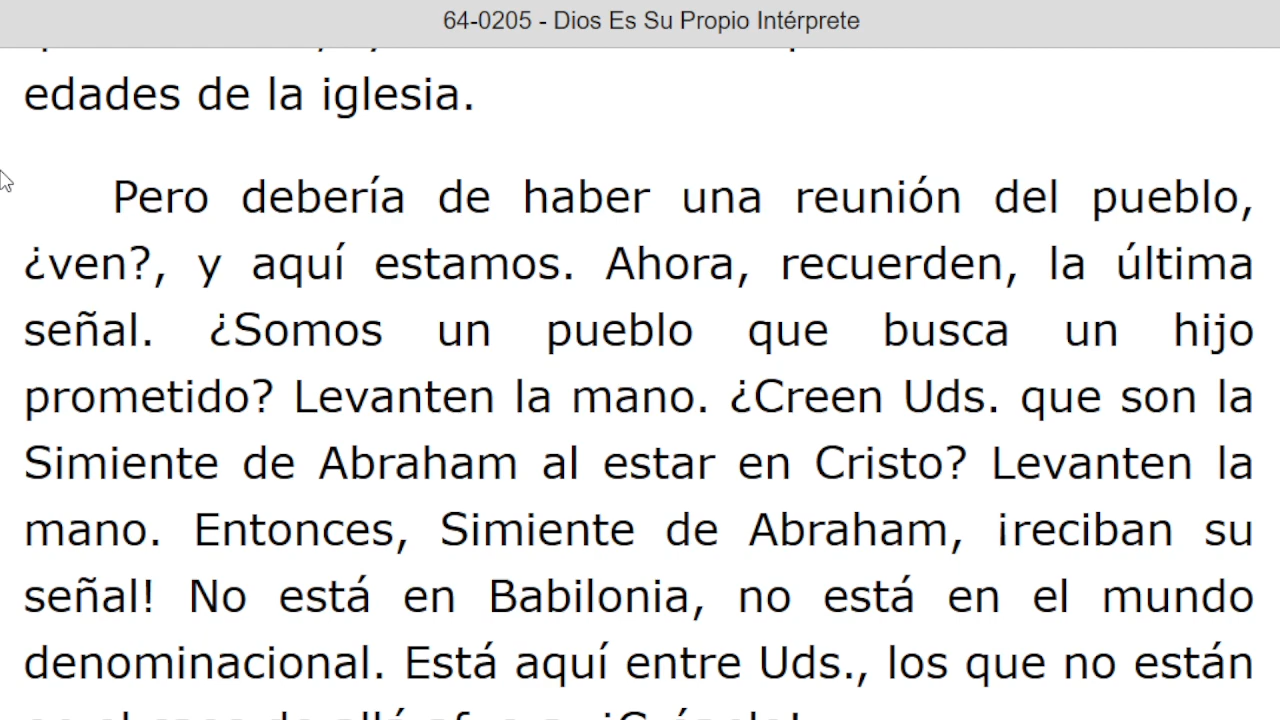 64-0205 - Dios Es Su Propio Intérprete
edades de la iglesia.
Pero debería de haber una reunión del pueblo,
¿ven?, y aquí estamos. Ahora, recuerden, la última
señal. ¿Somos un pueblo que busca un hijo
prometido? Levanten la mano. ¿Creen Uds. que son la
Simiente de Abraham al estar en Cristo? Levanten la
mano. Entonces, Simiente de Abraham, ¡reciban su
señal! No está en Babilonia, no está en el mundo
denominacional. Está aquí entre Uds., los que no están